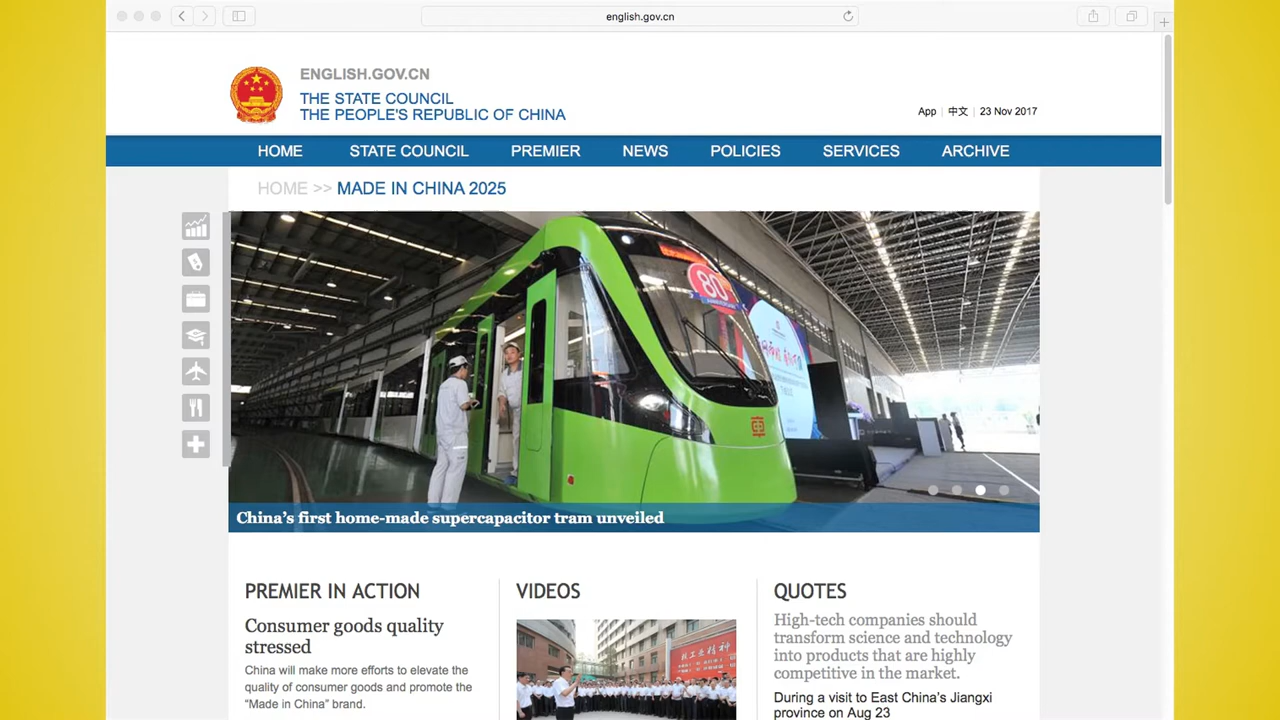 english.gov.cn
ENGLISH.GOV.CN
THE STATE COUNCIL
THE PEOPLE'S REPUBLIC OF CHINA
App | 中文 | 23 Nov 2017
HOME STATE COUNCIL PREMIER NEWS POLICIES SERVICES ARCHIVE
HOME >> MADE IN CHINA 2025
80
China's first home-made supercapacitor tram unveiled
PREMIER IN ACTION
Consumer goods quality
stressed
China will make more efforts to elevate the
quality of consumer goods and promote the
"Made in China" brand.
VIDEOS
QUOTES
High-tech companies should
transform science and technology
into products that are highly
competitive in the market.
During a visit to East China's Jiangxi
province on Aug 23